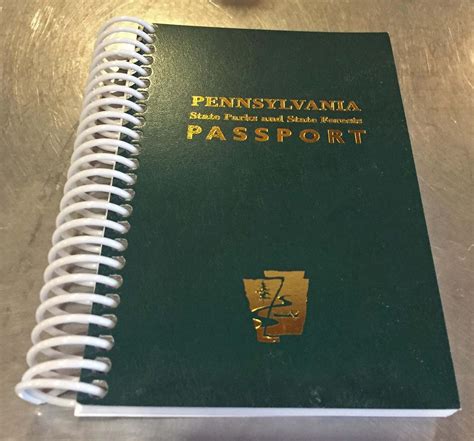 PENNSYLVANIA
State Parks and State Forests
PASSPORT